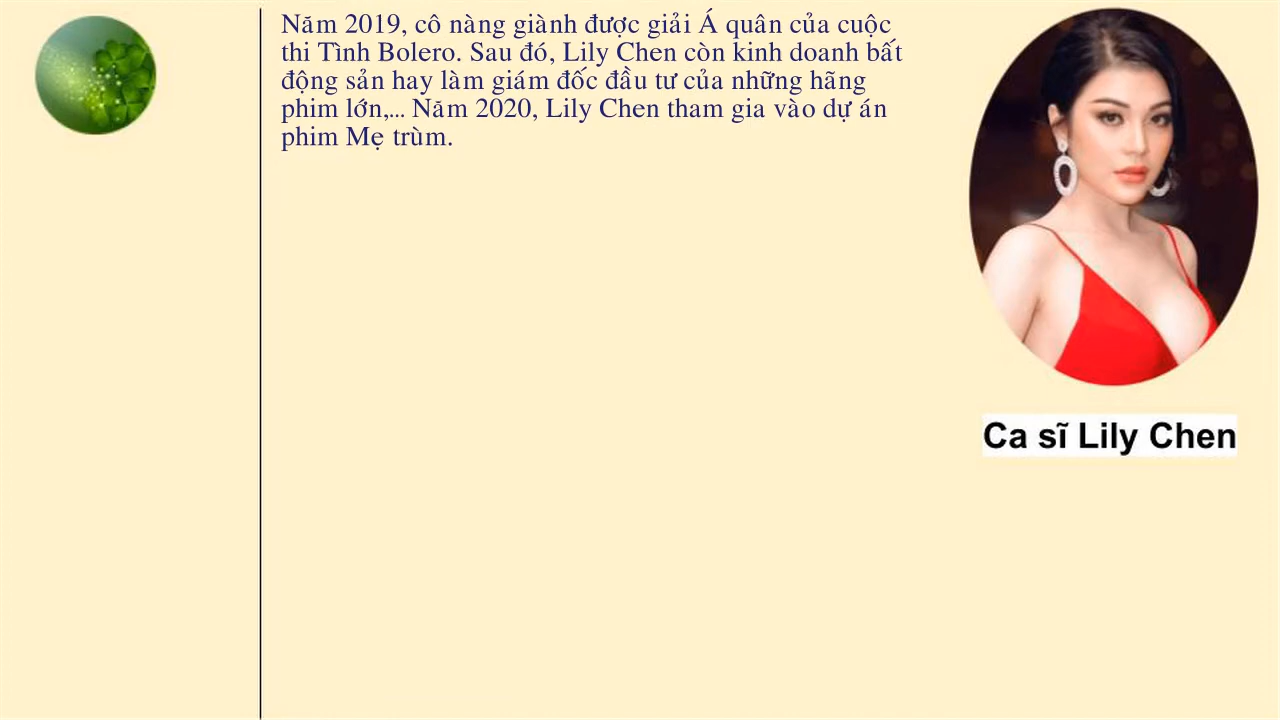 Năm 2019, cô nàng giành được giải Á quân của cuộc
thi Tình Bolero. Sau đó, Lily Chen còn kinh doanh bất
động sản hay làm giám đốc đầu tư của những hãng
phim lớn,... Năm 2020, Lily Chen tham gia vào dự án
phim Mẹ trùm.
Ca sĩ Lily Chen